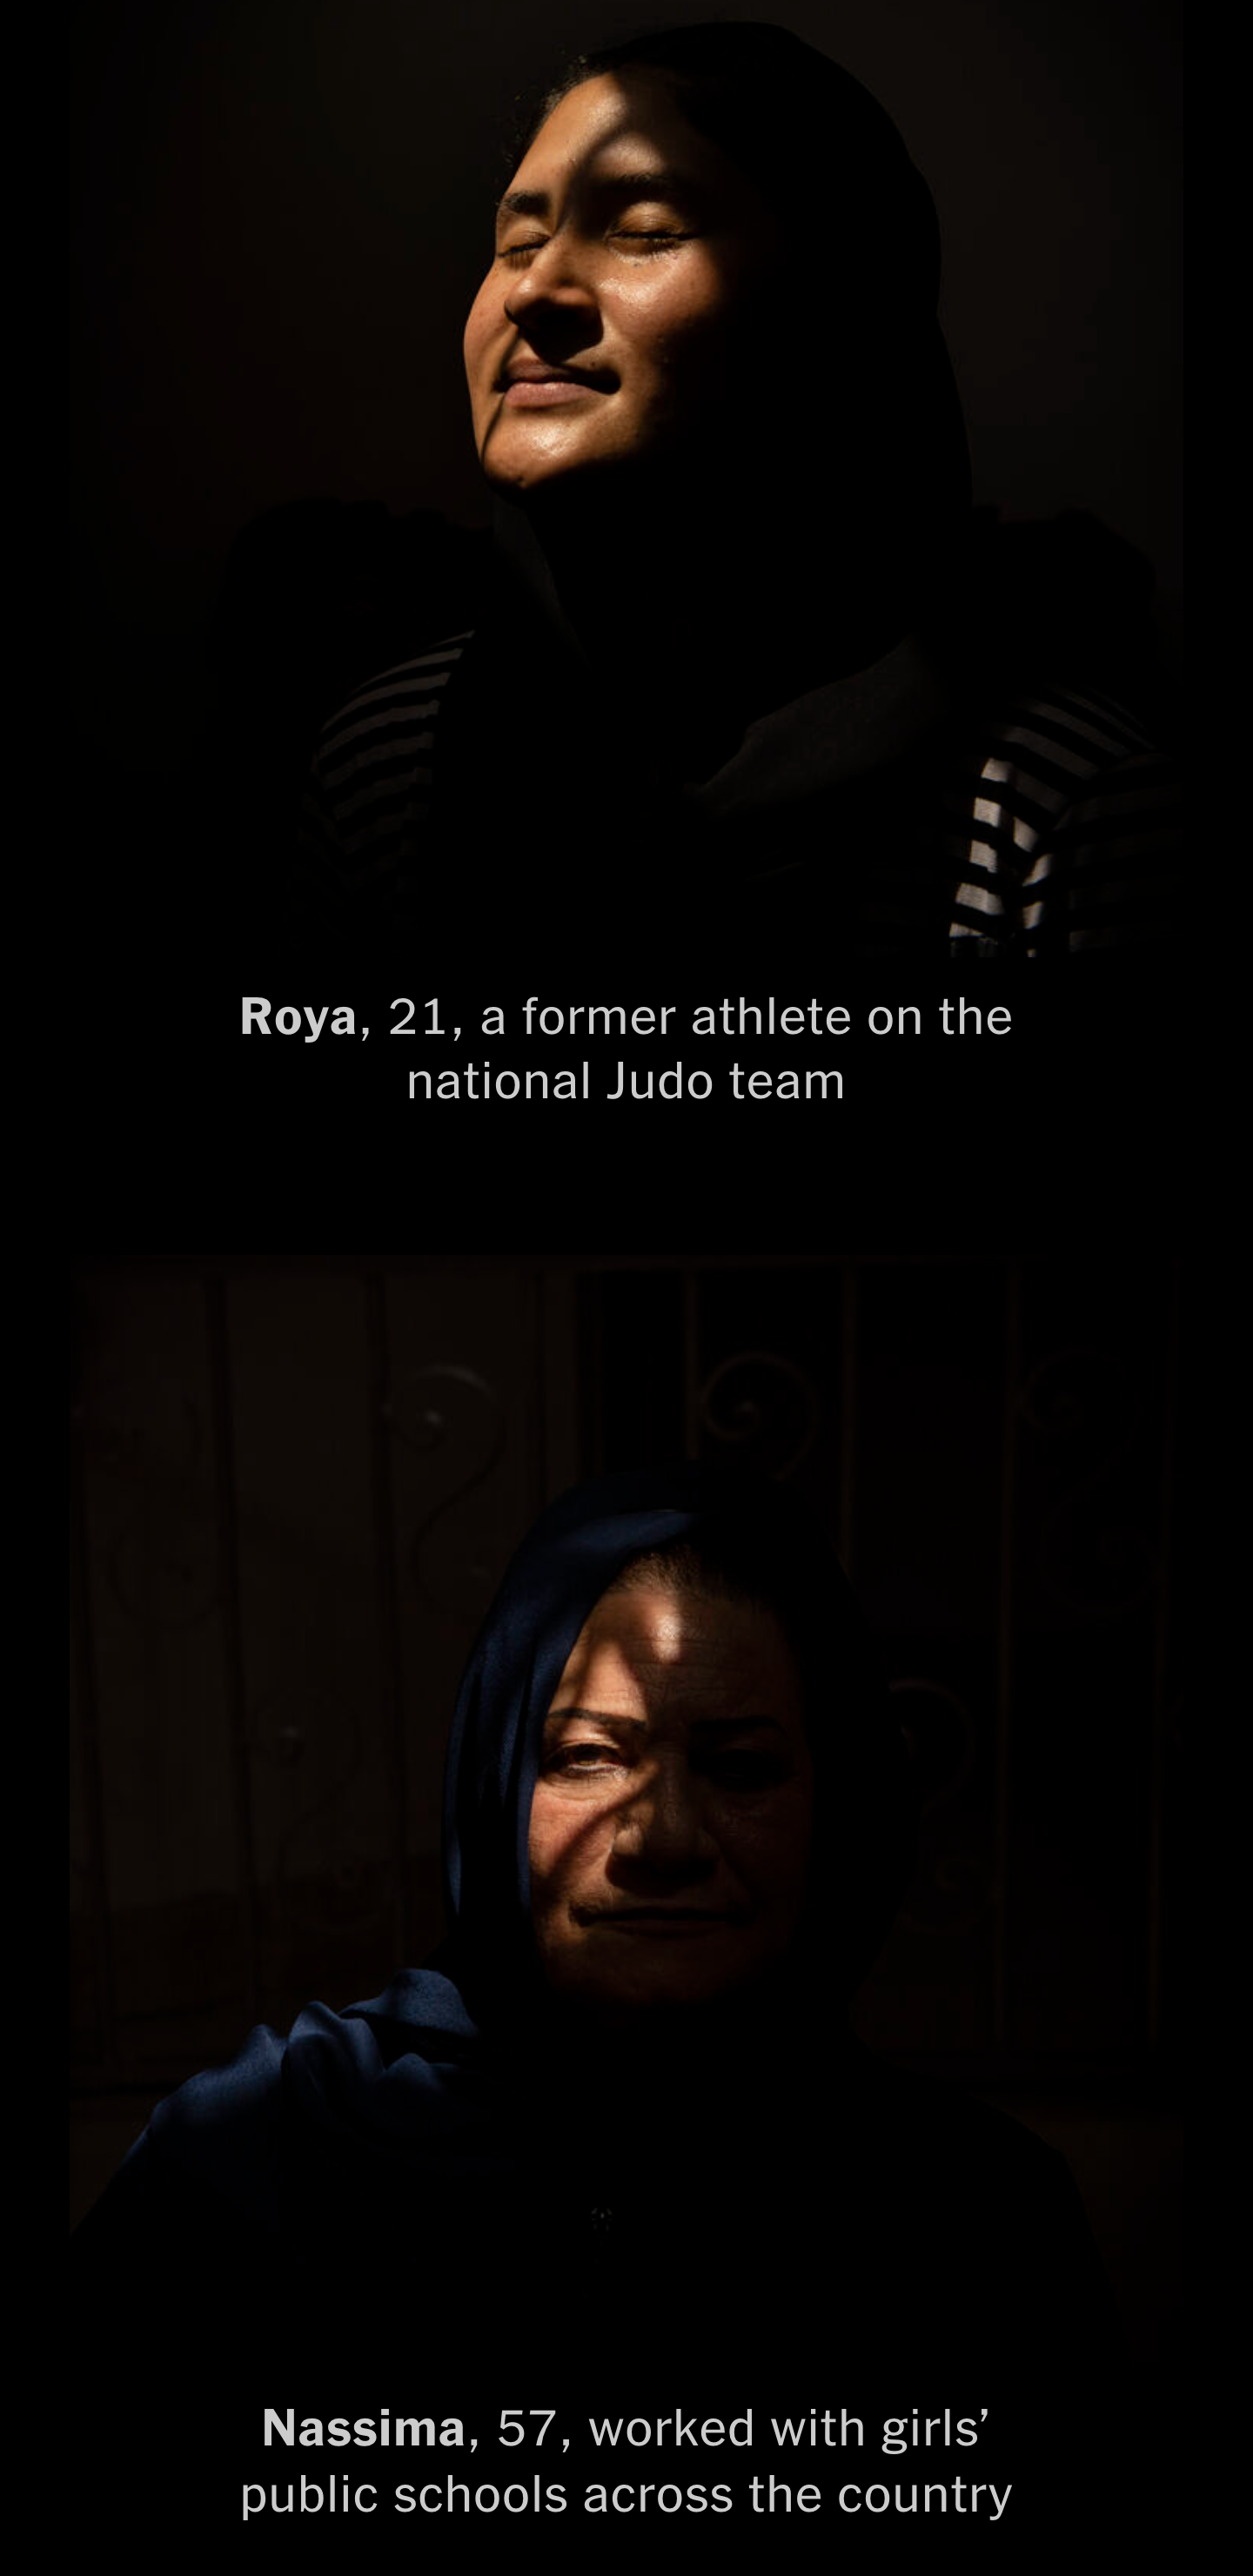 Roya, 21, a former athlete on the
national Judo team
Nassima, 57, worked with girls’
public schools across the country